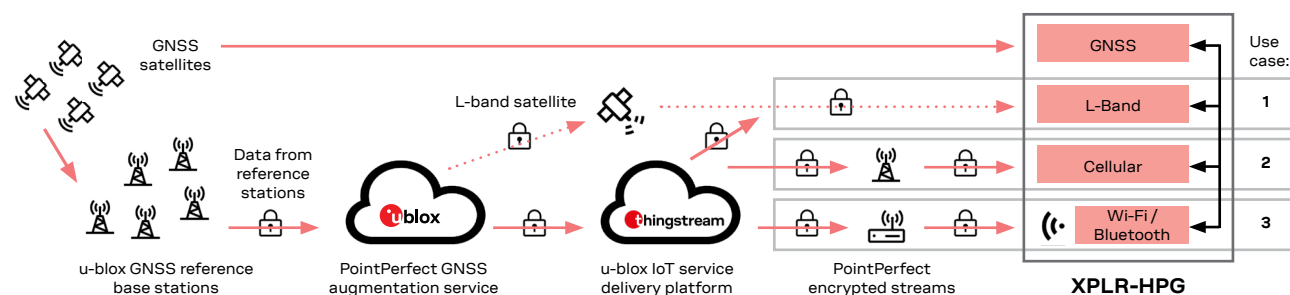 GNSS
satellites
GNSS
Use
case:
L-band satellite
L-Band
1
Data from
reference
stations
Cellular
2
ublox
thingstream
Wi-Fi /
Bluetooth
3
u-blox GNSS reference
base stations
PointPerfect GNSS
augmentation service
u-blox IoT service
delivery platform
PointPerfect
encrypted streams
XPLR-HPG